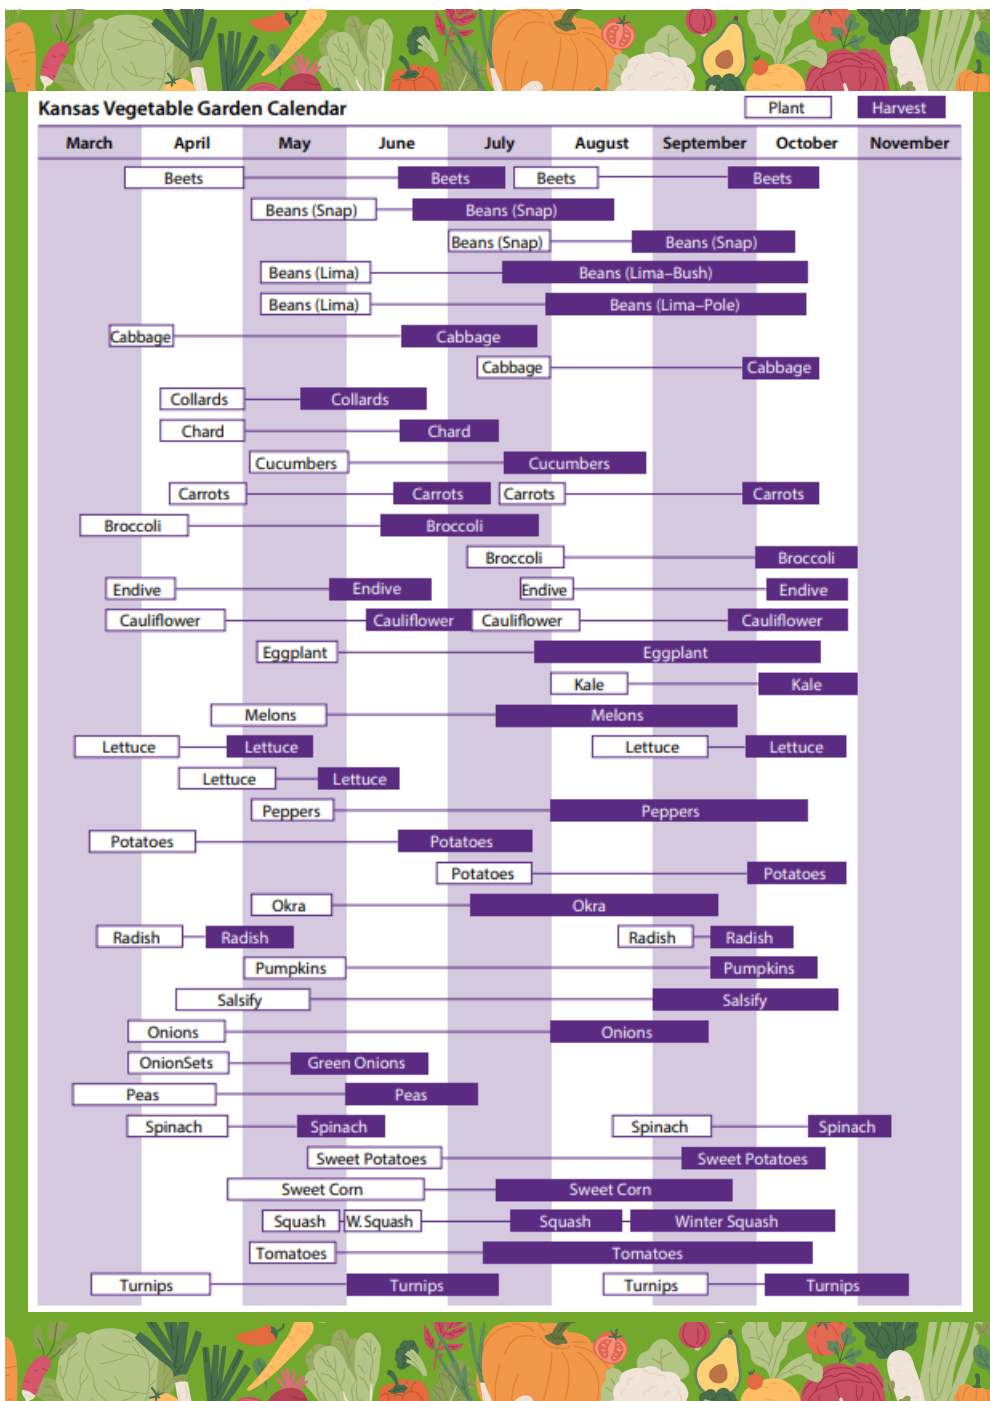 Kansas Vegetable Garden Calendar Plant Harvest
March April May June July August September October November
Beets Beets Beets Beets
Beans (Snap) Beans (Snap)
Beans (Snap) Beans (Snap)
Beans (Lima) Beans (Lima–Bush)
Beans (Lima) Beans (Lima–Pole)
Cabbage Cabbage
Cabbage Cabbage
Collards Collards
Chard Chard
Cucumbers Cucumbers
Carrots Carrots Carrots Carrots
Broccoli Broccoli
Broccoli Broccoli
Endive Endive Endive Endive
Cauliflower Cauliflower Cauliflower Cauliflower
Eggplant Eggplant
Kale Kale
Melons Melons
Lettuce Lettuce Lettuce Lettuce
Lettuce Lettuce
Peppers Peppers
Potatoes Potatoes
Potatoes Potatoes
Okra Okra
Radish Radish Radish Radish
Pumpkins Pumpkins
Salsify Salsify
Onions Onions
OnionSets Green Onions
Peas Peas
Spinach Spinach Spinach Spinach
Sweet Potatoes Sweet Potatoes
Sweet Corn Sweet Corn
Squash W. Squash Squash Winter Squash
Tomatoes Tomatoes
Turnips Turnips Turnips Turnips